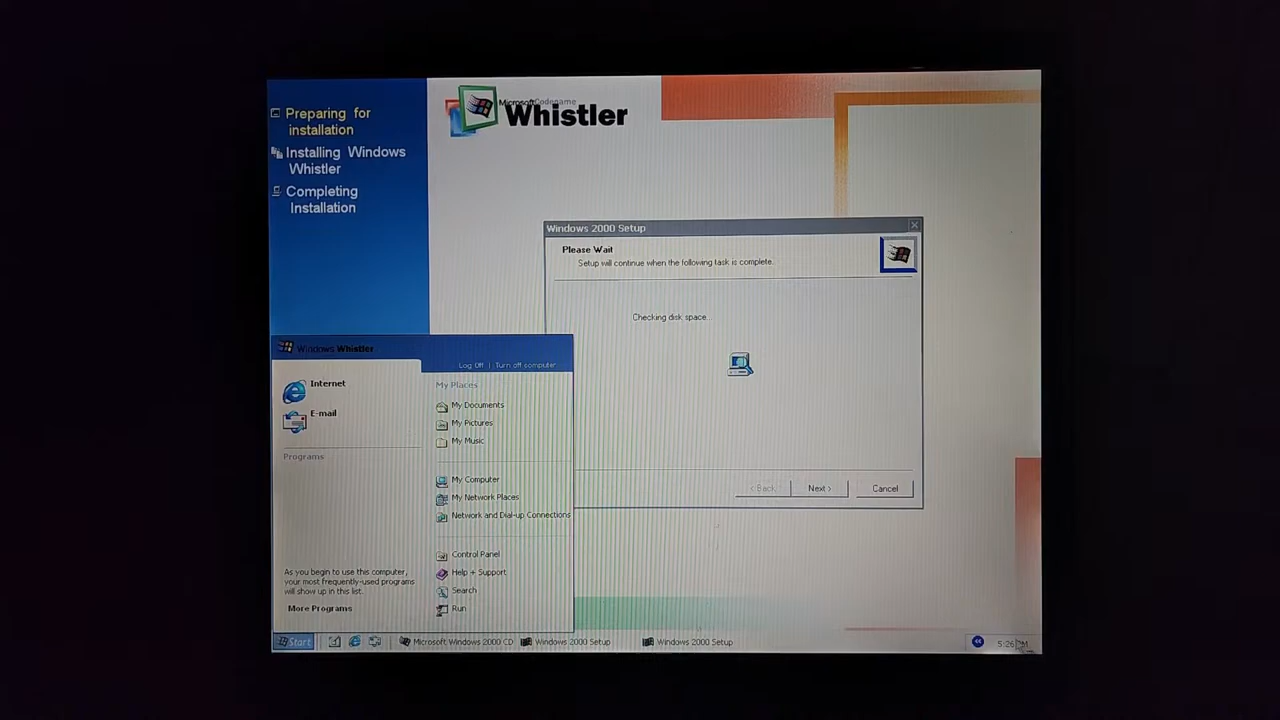 Preparing for
installation
Installing Windows
Whistler
Completing
Installation
Microsoft Codename
Whistler
Windows 2000 Setup
Please Wait
Setup will continue when the following task is complete.
Checking disk space...
< Back
Next >
Cancel
Windows Whistler
Log Off | Turn off computer
Internet
E-mail
Programs
As you begin to use this computer,
your most frequently-used programs
will show up in this list.
More Programs
My Places
My Documents
My Pictures
My Music
My Computer
My Network Places
Network and Dial-up Connections
Control Panel
Help + Support
Search
Run
Start
Microsoft Windows 2000 CD
Windows 2000 Setup
Windows 2000 Setup
5:26 PM